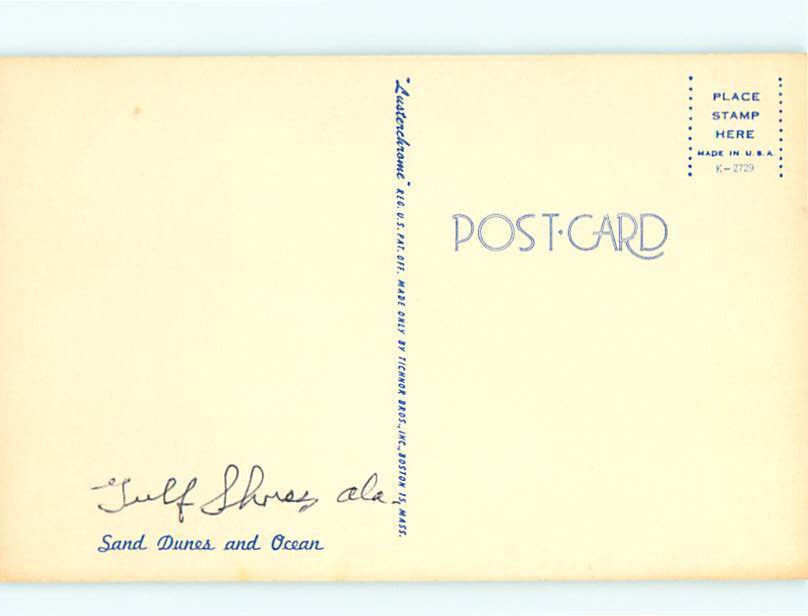 Gulf Shores, ala.
Sand Dunes and Ocean
"Lusterchrome" REG. U.S. PAT. OFF. MADE ONLY BY TICHNOR BROS., INC., BOSTON 15, MASS.
PLACE
STAMP
HERE
MADE IN U.S.A.
K-2729
POST·CARD